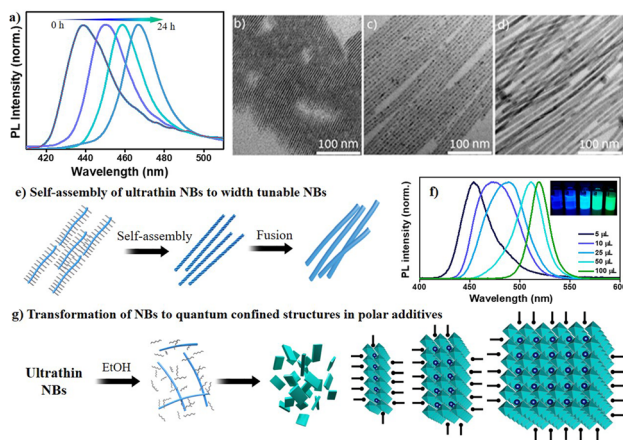 a)
0 h
24 h
PL intensity (norm.)
420
440
460
480
500
Wavelength (nm)
b)
100 nm
c)
100 nm
d)
100 nm
e) Self-assembly of ultrathin NBs to width tunable NBs
Self-assembly
Fusion
f)
PL intensity (norm.)
5 µL
10 µL
25 µL
50 µL
100 µL
400
450
500
550
600
Wavelength (nm)
g) Transformation of NBs to quantum confined structures in polar additives
Ultrathin
NBs
EtOH